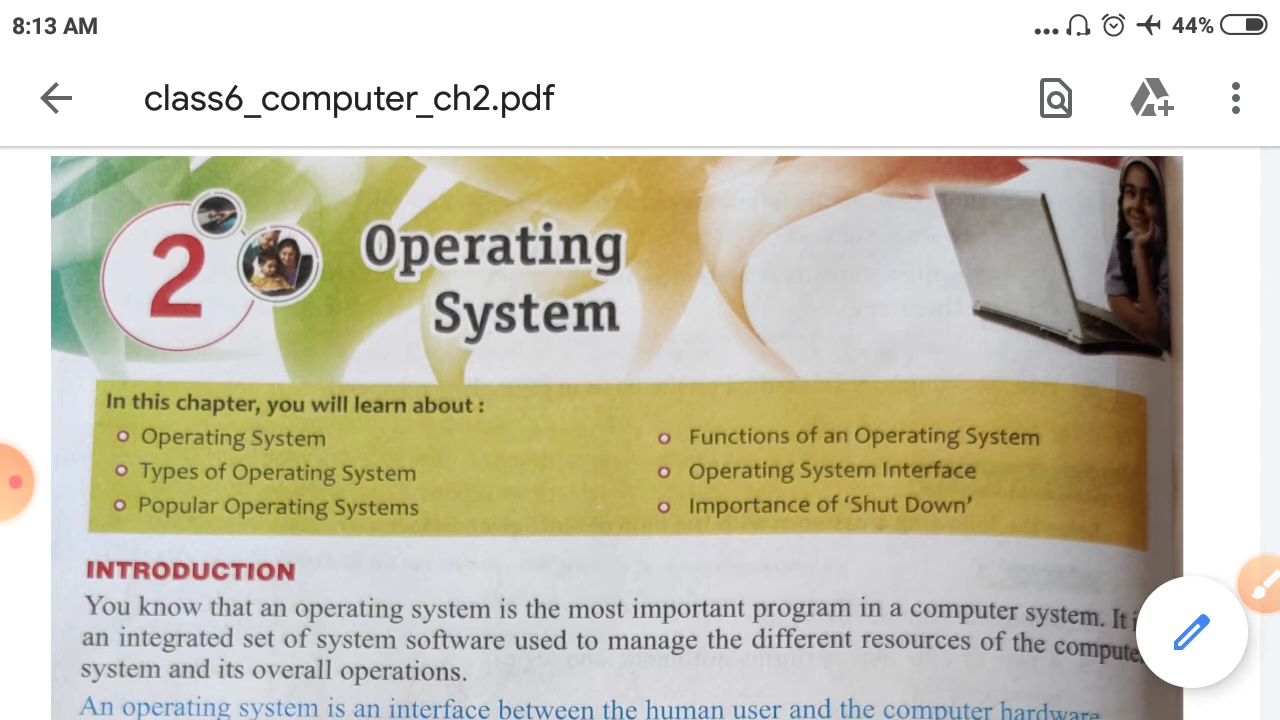 8:13 AM
44%
class6_computer_ch2.pdf
2
Operating
System
In this chapter, you will learn about :
Operating System
Types of Operating System
Popular Operating Systems
Functions of an Operating System
Operating System Interface
Importance of ‘Shut Down’
INTRODUCTION
You know that an operating system is the most important program in a computer system. It
an integrated set of system software used to manage the different resources of the compute
system and its overall operations.
An operating system is an interface between the human user and the computer hardware